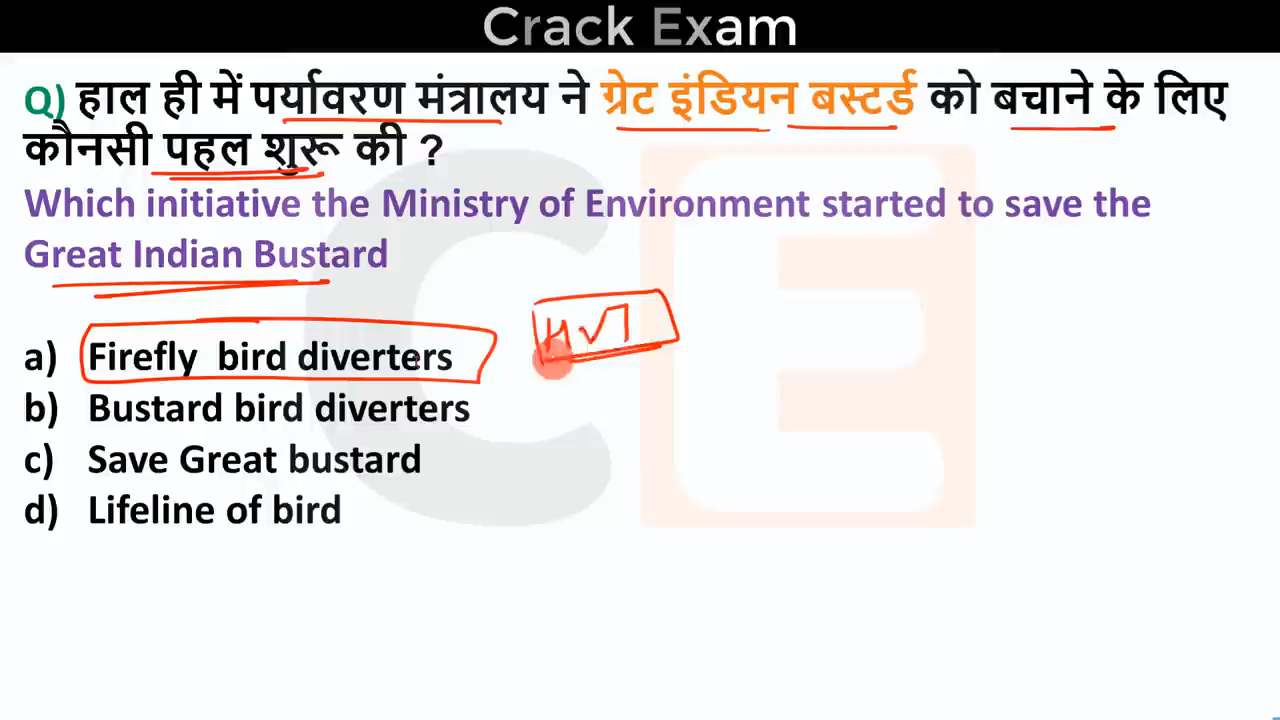 Crack Exam
Q) हाल ही में पर्यावरण मंत्रालय ने ग्रेट इंडियन बस्टर्ड को बचाने के लिए
कौनसी पहल शुरू की ?
Which initiative the Ministry of Environment started to save the
Great Indian Bustard
a) Firefly bird diverters
b) Bustard bird diverters
c) Save Great bustard
d) Lifeline of bird
CE